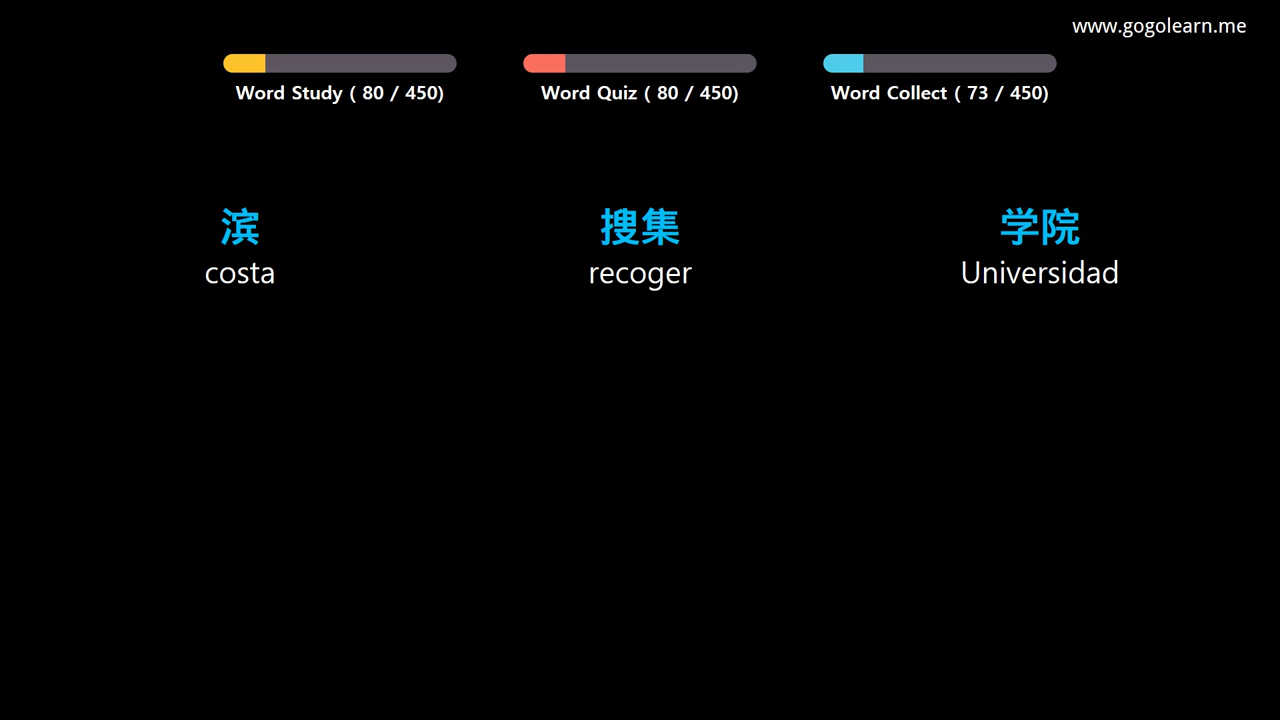 www.gogolearn.me
Word Study ( 80 / 450)
Word Quiz ( 80 / 450)
Word Collect ( 73 / 450)
滨
搜集
学院
costa
recoger
Universidad